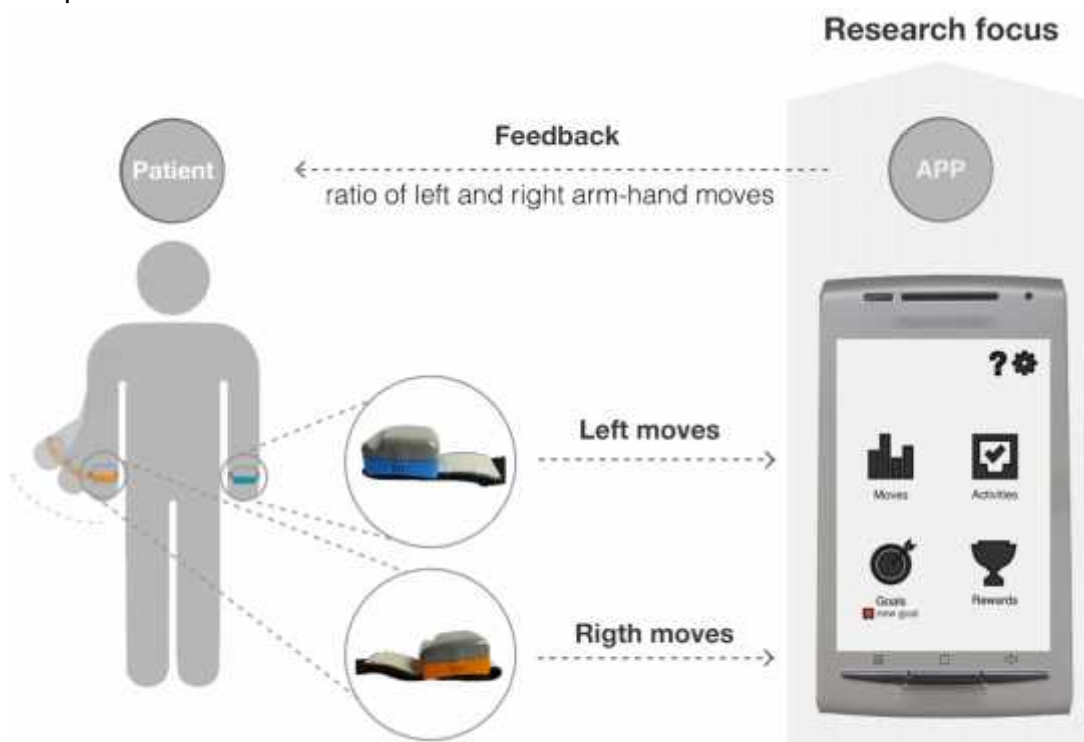 Research focus
Feedback
Patient
APP
ratio of left and right arm-hand moves
?
Left moves
Moves
Activities
Goals
new goal
Rewards
Rigth moves